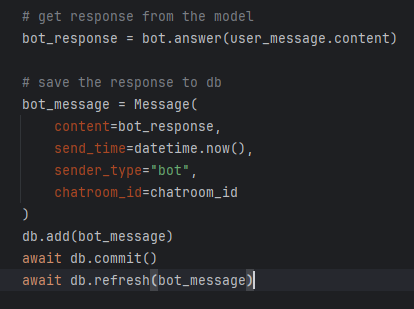 # get response from the model
bot_response = bot.answer(user_message.content)
# save the response to db
bot_message = Message(
    content=bot_response,
    send_time=datetime.now(),
    sender_type="bot",
    chatroom_id=chatroom_id
)
db.add(bot_message)
await db.commit()
await db.refresh(bot_message)